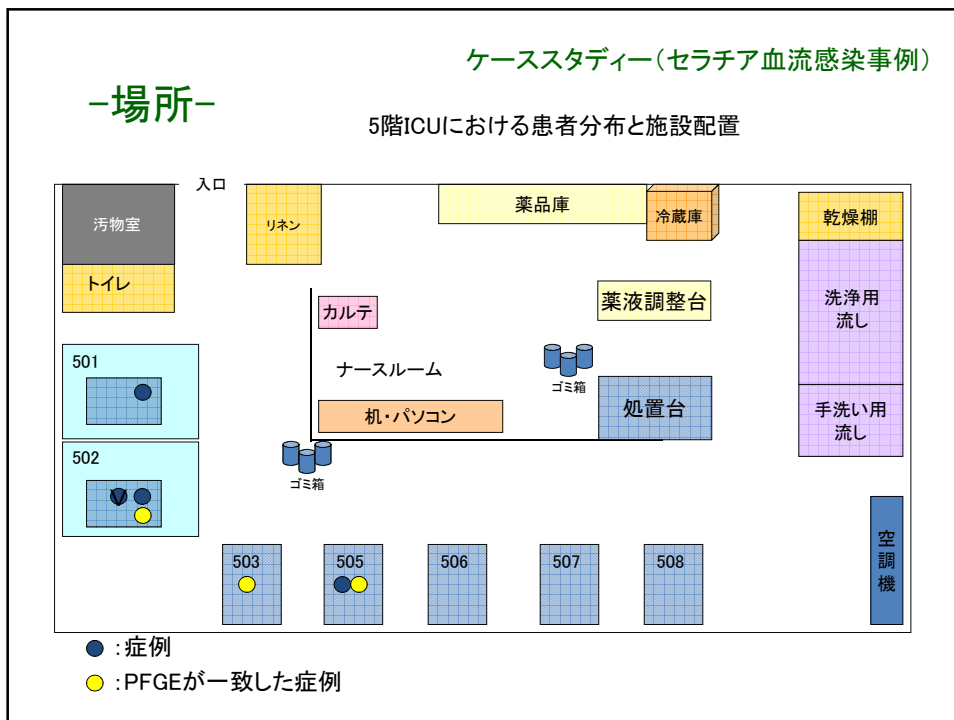 ケーススタディー(セラチア血流感染事例)
-場所-
5階ICUにおける患者分布と施設配置
入口
汚物室
リネン
薬品庫
冷蔵庫
乾燥棚
トイレ
カルテ
薬液調整台
洗浄用
流し
501
ナースルーム
ゴミ箱
机・パソコン
処置台
手洗い用
流し
502
V
ゴミ箱
空
調
機
503
505
506
507
508
:症例
:PFGEが一致した症例